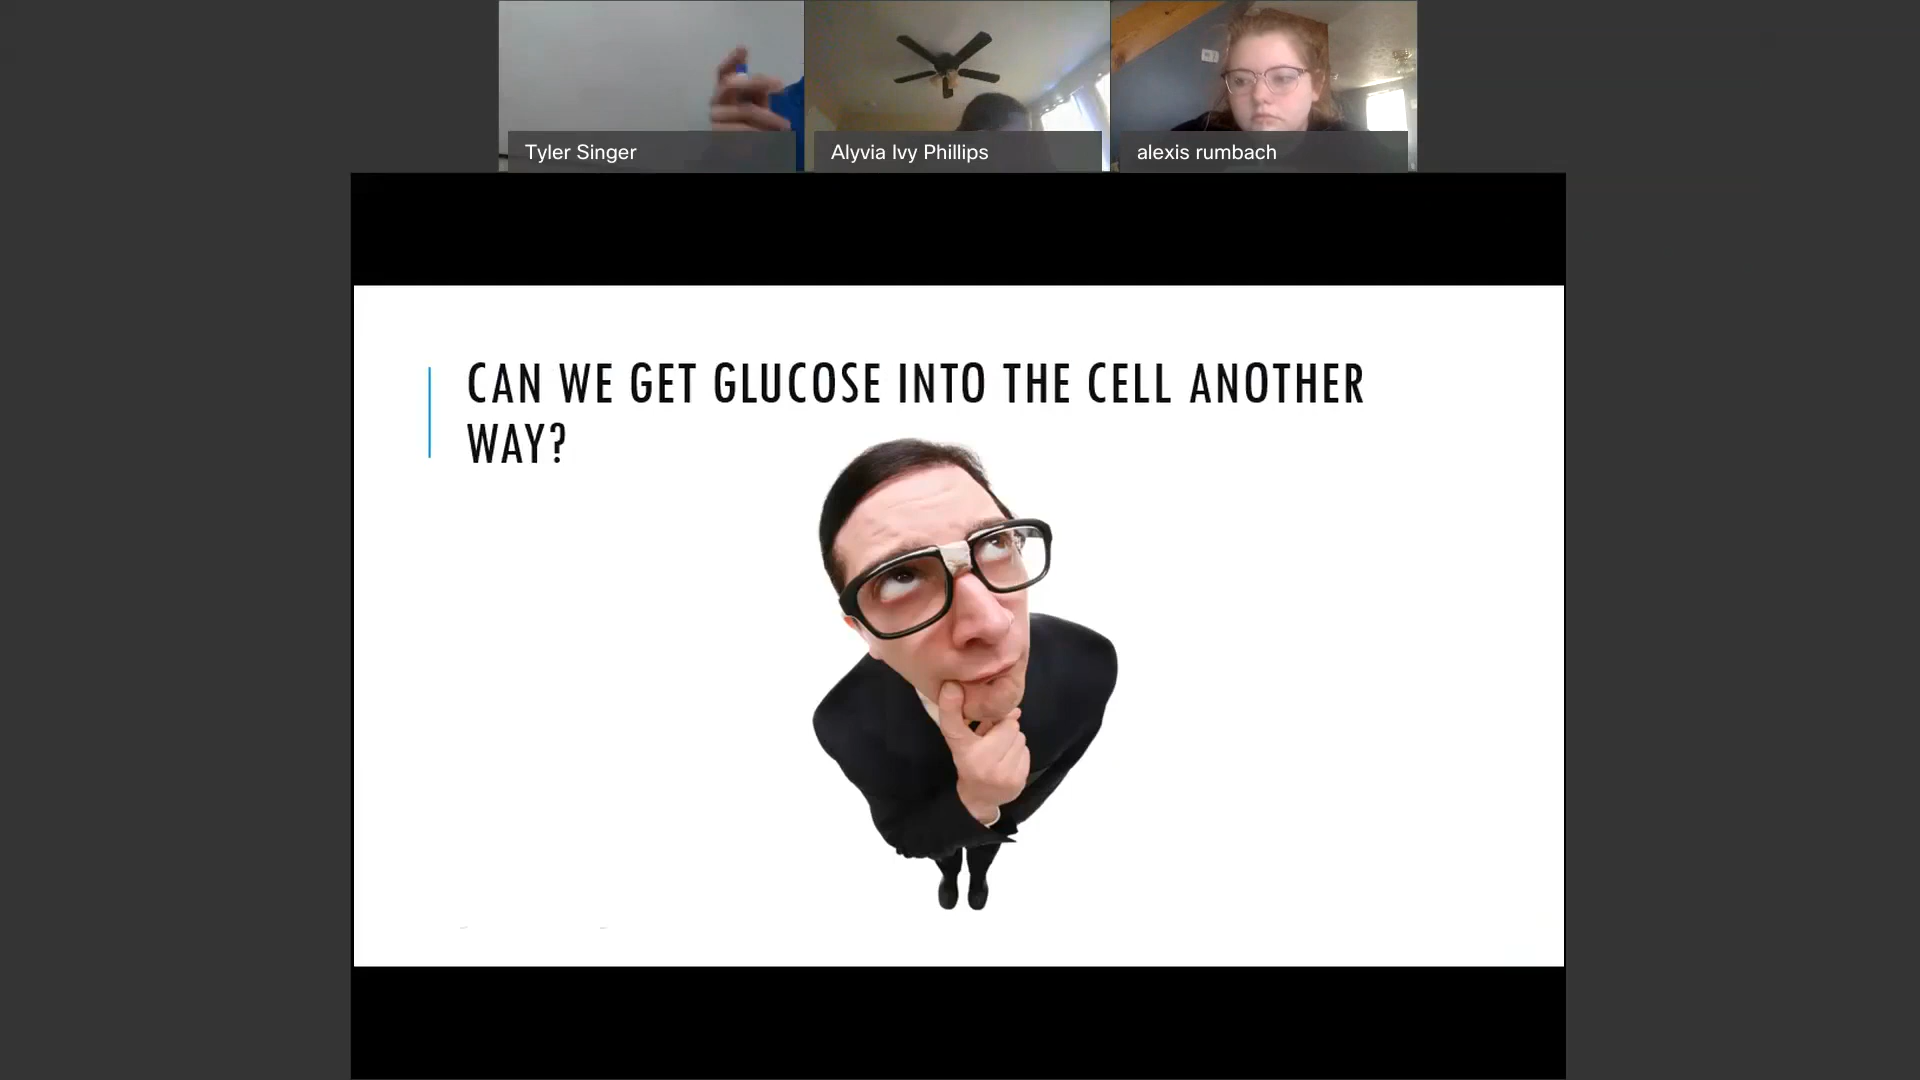 Tyler Singer
Alyvia Ivy Phillips
alexis rumbach
CAN WE GET GLUCOSE INTO THE CELL ANOTHER
WAY?